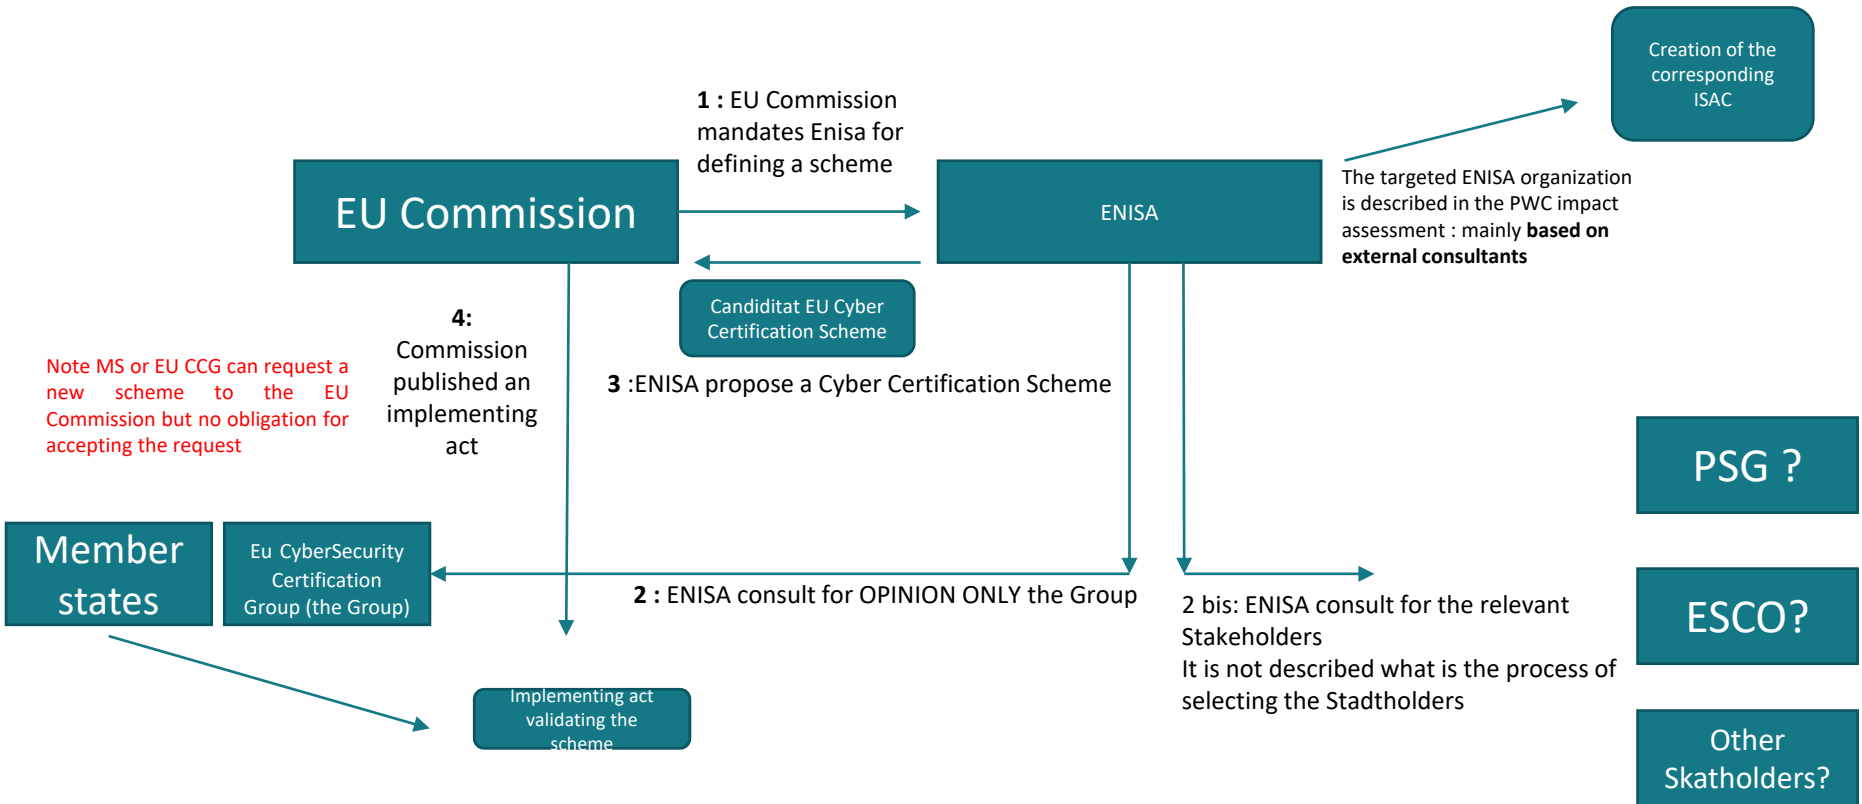 Creation of the
corresponding
ISAC
1 : EU Commission
mandates Enisa for
defining a scheme
EU Commission
ENISA
The targeted ENISA organization
is described in the PWC impact
assessment : mainly based on
external consultants
Candiditat EU Cyber
Certification Scheme
4:
Commission
published an
implementing
act
Note MS or EU CCG can request a
new scheme to the EU
Commission but no obligation for
accepting the request
3 :ENISA propose a Cyber Certification Scheme
PSG ?
Member
states
Eu CyberSecurity
Certification
Group (the Group)
2 : ENISA consult for OPINION ONLY the Group
2 bis: ENISA consult for the relevant
Stakeholders
It is not described what is the process of
selecting the Stadtholders
ESCO?
Implementing act
validating the
scheme
Other
Skatholders?